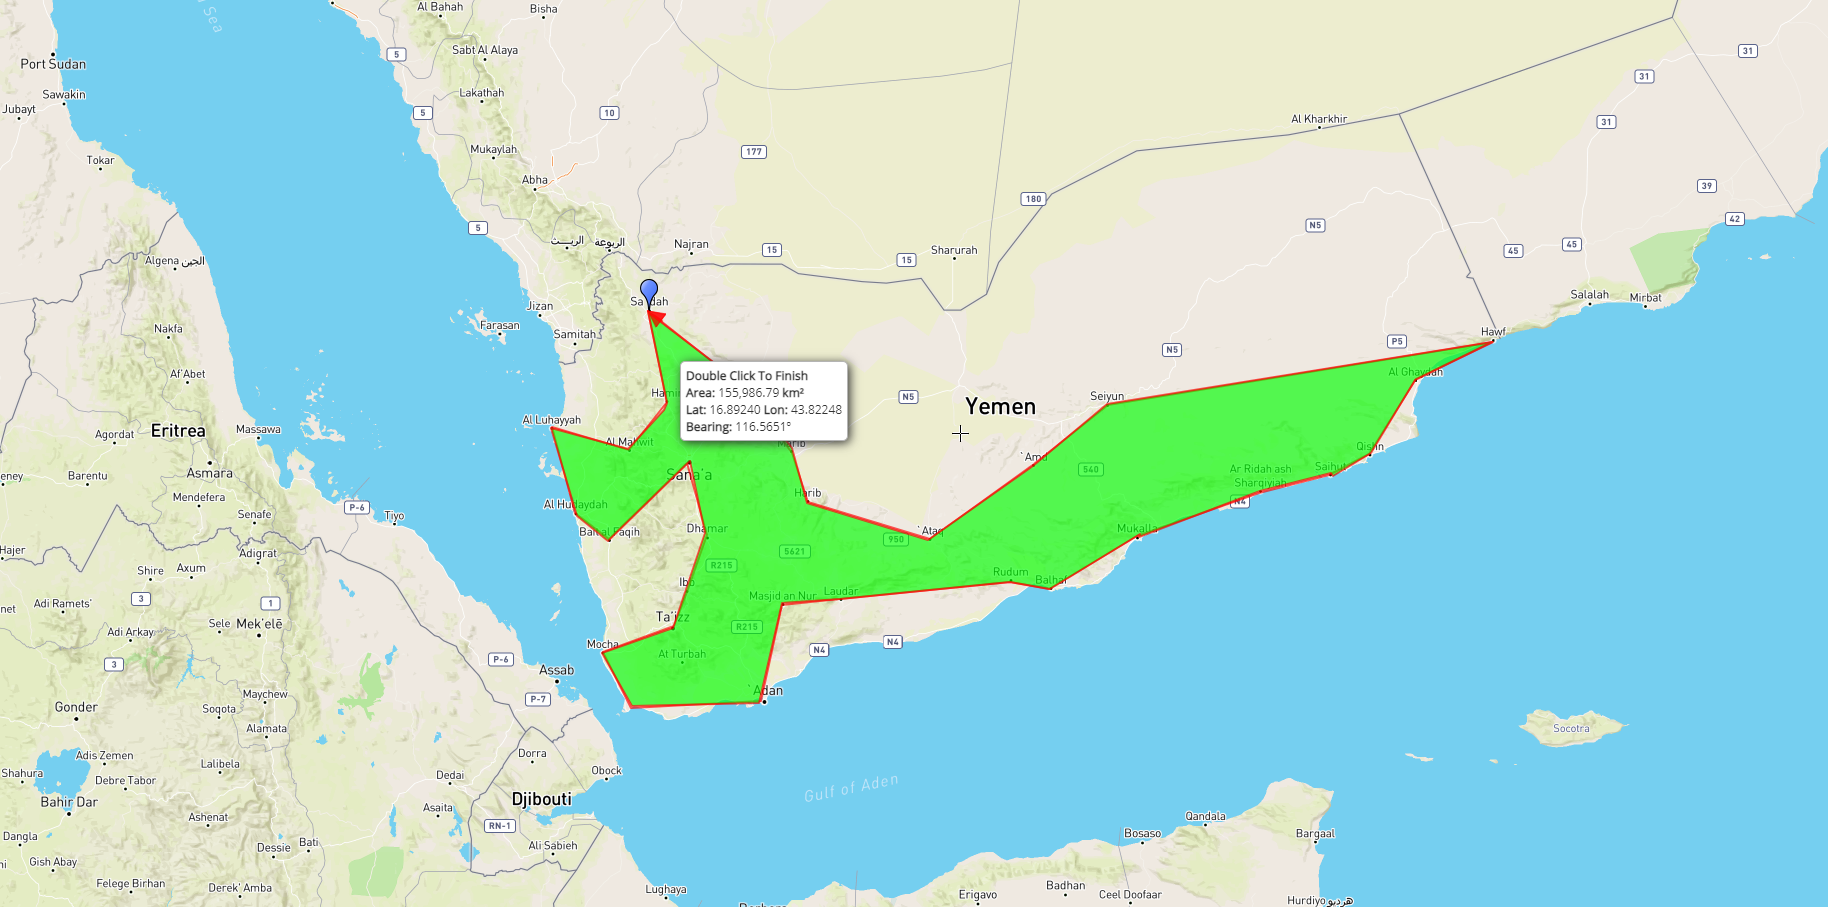 Sea
Al Bahah
Bisha
Sabt Al Alaya
5
31
Port Sudan
Sawakin
Jubayt
Lakathah
5
10
31
31
Al Kharkhir
Mukaylah
177
Tokar
Abha
180
39
5
N5
42
الربوعة
Najran
15
Sharurah
15
45
45
Algena الجين
Salalah
Mirbat
Jizan
Sa'dah
Farasan
Samitah
Nakfa
Hawf
P5
N5
Af'Abet
Al Ghaydah
Double Click To Finish
Area: 155,986.79 km²
Lat: 16.89240 Lon: 43.82248
Bearing: 116.5651°
N5
Yemen
Seiyun
Al Luhayyah
Eritrea
Massawa
Agordat
Al Mahwit
Marib
Qishn
Asmara
Barentu
Sana'a
`Amd
540
Ar Ridah ash
Sharqiyiah
Saihut
Mendefera
Harib
N4
Al Hudaydah
P-6
Tiyo
Senafe
Bait al Faqih
Dhamar
`Ataq
950
Mukalla
Adigrat
5621
Hajer
Shire
Axum
R215
Rudum
Balhaf
Ibb
Masjid an Nur
Laudar
3
1
Adi Ramets'
Ta'izz
R215
Sele
Mek'elē
Adi Arkay
Mocha
N4
N4
At Turbah
3
P-6
Assab
`Adan
Maychew
P-7
Gonder
Soqota
Alamata
Socotra
Adis Zemen
Dorra
Lalibela
Shahura
Debre Tabor
Dedai
Obock
Gulf of Aden
Bahir Dar
Djibouti
Asaita
Ashenat
RN-1
Qandala
Bosaso
Bargaal
Dangla
Bati
Dessie
Ali Sabieh
Gish Abay
Felege Birhan
Derek' Amba
Lughaya
Badhan
Erigavo
Ceel Doofaar
Hurdiyo هرديو